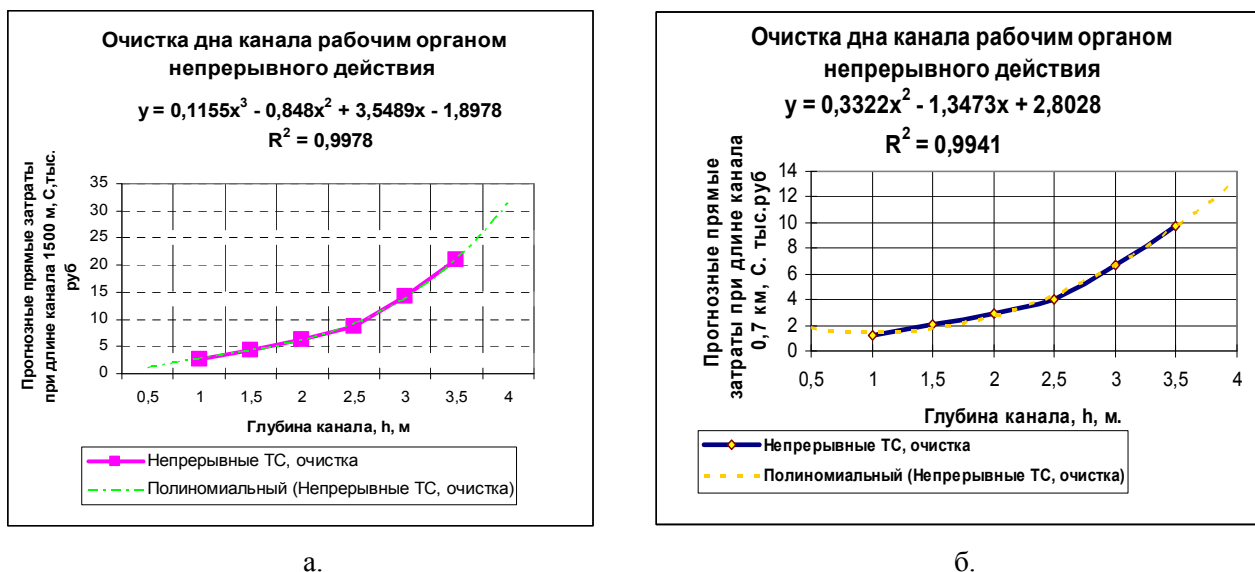 Очистка дна канала рабочим органом
непрерывного действия
y = 0,1155x³ - 0,848x² + 3,5489x - 1,8978
R² = 0,9978
Прогнозные прямые затраты
при длине канала 1500 м, С,тыс.
руб
35
30
25
20
15
10
5
0
0,5 1 1,5 2 2,5 3 3,5 4
Глубина канала, h, м
Непрерывные ТС, очистка
Полиномиальный (Непрерывные ТС, очистка)
а.
Очистка дна канала рабочим органом
непрерывного действия
y = 0,3322x² - 1,3473x + 2,8028
R² = 0,9941
Прогнозные прямые
затраты при длине канала
0,7 км, С. тыс.руб
14
12
10
8
6
4
2
0
0,5 1 1,5 2 2,5 3 3,5 4
Глубина канала, h, м.
Непрерывные ТС, очистка
Полиномиальный (Непрерывные ТС, очистка)
б.